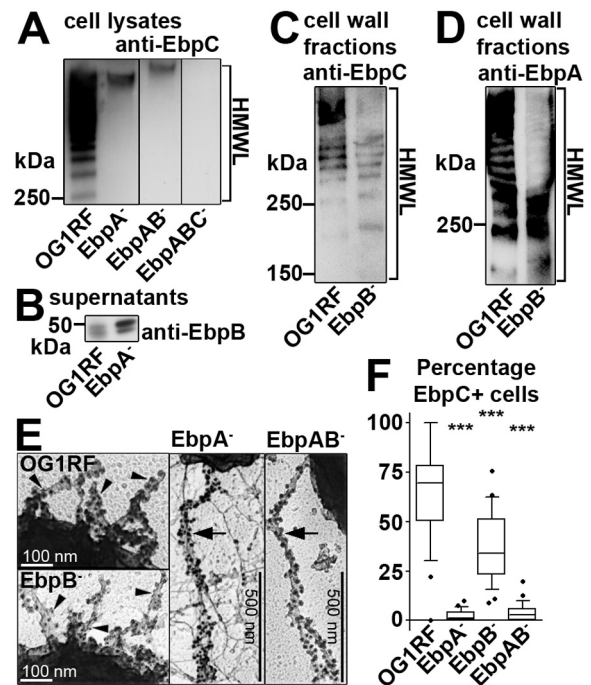 A cell lysates
anti-EbpC
kDa
250
HMWL
OG1RF EbpA- EbpAB- EbpABC-
B supernatants
50
kDa
anti-EbpB
OG1RF EbpA-
C cell wall
fractions
anti-EbpC
kDa
250
150
HMWL
OG1RF EbpB-
D cell wall
fractions
anti-EbpA
kDa
250
HMWL
OG1RF EbpB-
E
OG1RF
100 nm
EbpB-
100 nm
EbpA-
500 nm
EbpAB-
500 nm
F Percentage
EbpC+ cells
*** *** ***
100
75
50
25
0
OG1RF EbpA- EbpB- EbpAB-